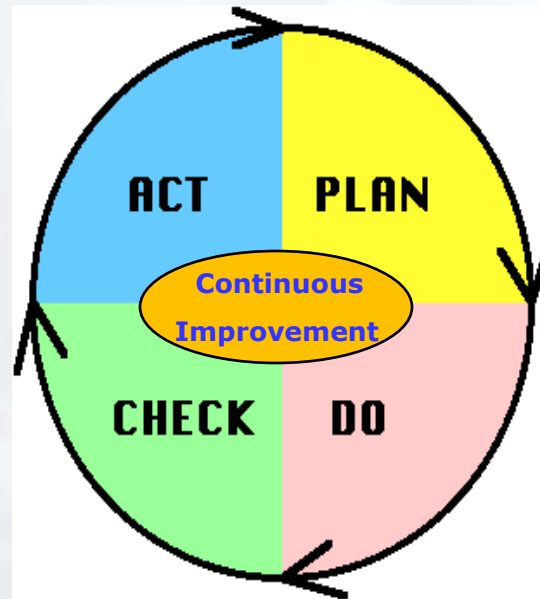 ACT
PLAN
Continuous
Improvement
CHECK
DO